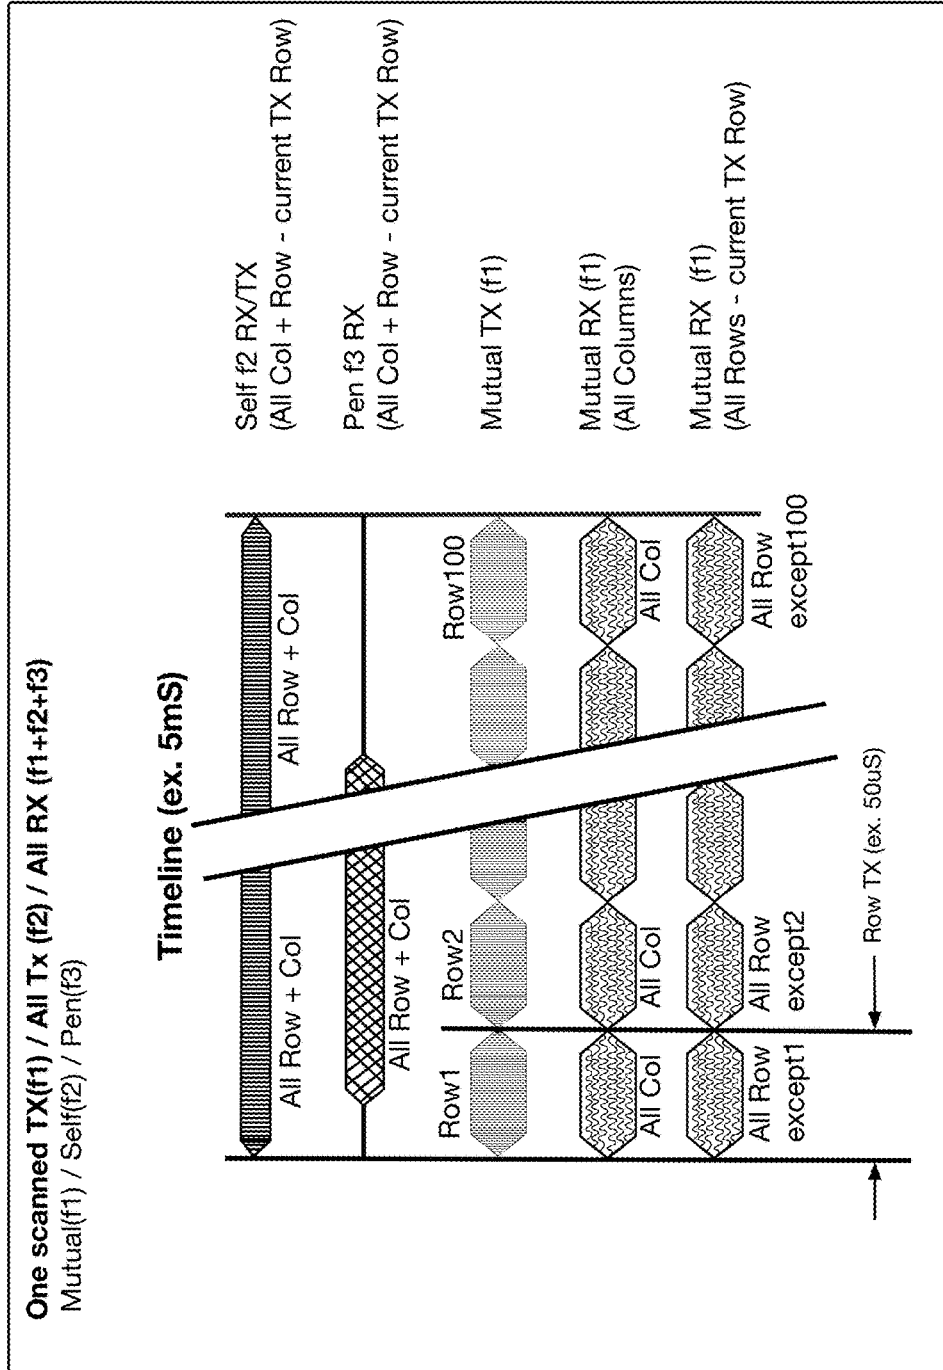 One scanned TX(f1) / All Tx (f2) / All RX (f1+f2+f3)
Mutual(f1) / Self(f2) / Pen(f3)
Timeline (ex. 5mS)
All Row + Col
All Row + Col
Self f2 RX/TX
(All Col + Row - current TX Row)
All Row + Col
Pen f3 RX
(All Col + Row - current TX Row)
Row1
Row2
Row100
Mutual TX (f1)
All Col
All Col
All Col
Mutual RX (f1)
(All Columns)
All Row
except1
All Row
except2
All Row
except100
Mutual RX (f1)
(All Rows - current TX Row)
Row TX (ex. 50uS)